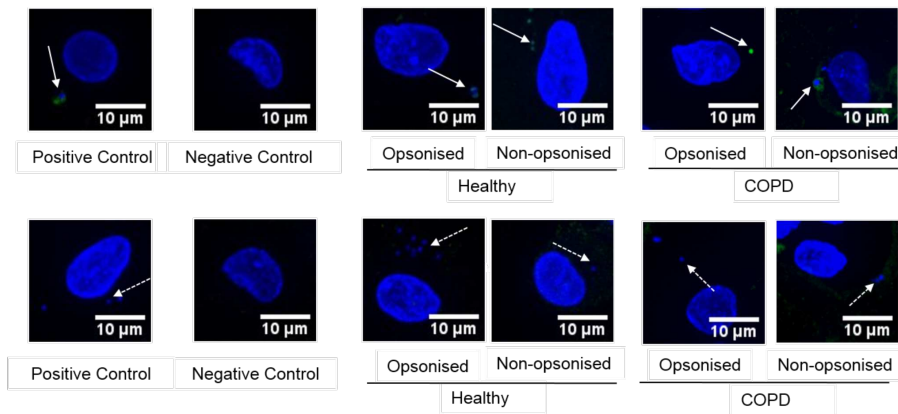 10 µm 10 µm 10 µm 10 µm 10 µm 10 µm
Positive Control Negative Control Opsonised Non-opsonised Opsonised Non-opsonised
Healthy COPD
10 µm 10 µm 10 µm 10 µm 10 µm 10 µm
Positive Control Negative Control Opsonised Non-opsonised Opsonised Non-opsonised
Healthy COPD